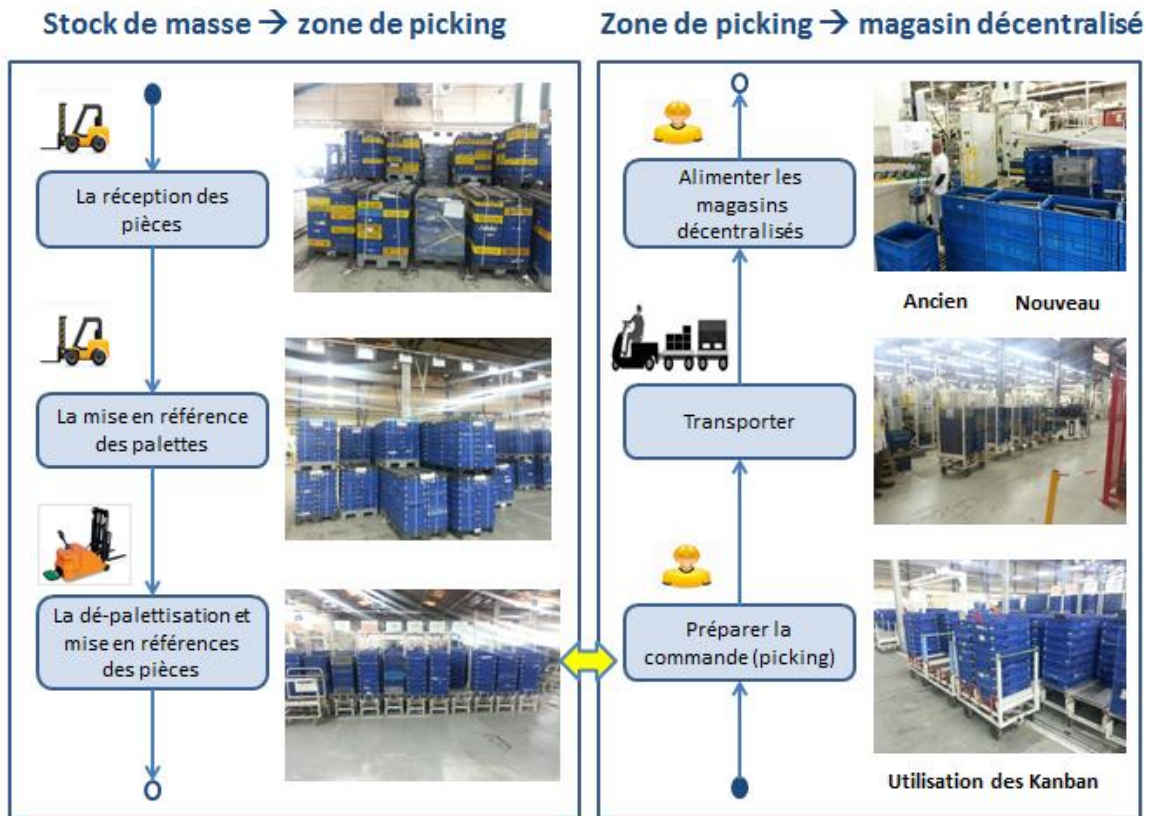 Stock de masse → zone de picking
La réception des
pièces
La mise en référence
des palettes
La dé-palettisation et
mise en références
des pièces
Zone de picking → magasin décentralisé
Alimenter les
magasins
décentralisés
Ancien Nouveau
Transporter
Préparer la
commande (picking)
Utilisation des Kanban